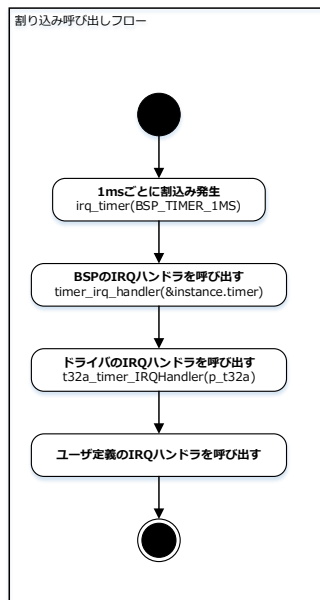 割り込み呼び出しフロー
1msごとに割込み発生
irq_timer(BSP_TIMER_1MS)
BSPのIRQハンドラを呼び出す
timer_irq_handler(&instance.timer)
ドライバのIRQハンドラを呼び出す
t32a_timer_IRQHandler(p_t32a)
ユーザ定義のIRQハンドラを呼び出す